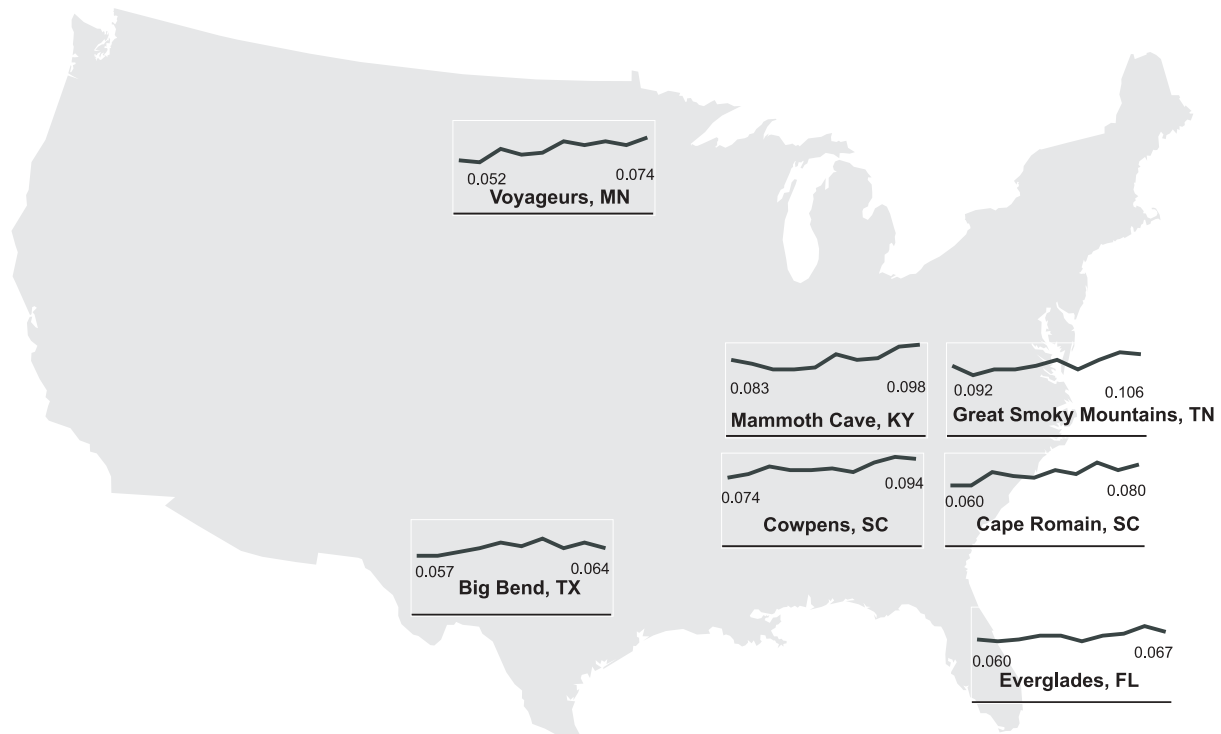 0.052 0.074
Voyageurs, MN
0.083 0.098
Mammoth Cave, KY
0.092 0.106
Great Smoky Mountains, TN
0.074 0.094
Cowpens, SC
0.060 0.080
Cape Romain, SC
0.057 0.064
Big Bend, TX
0.060 0.067
Everglades, FL